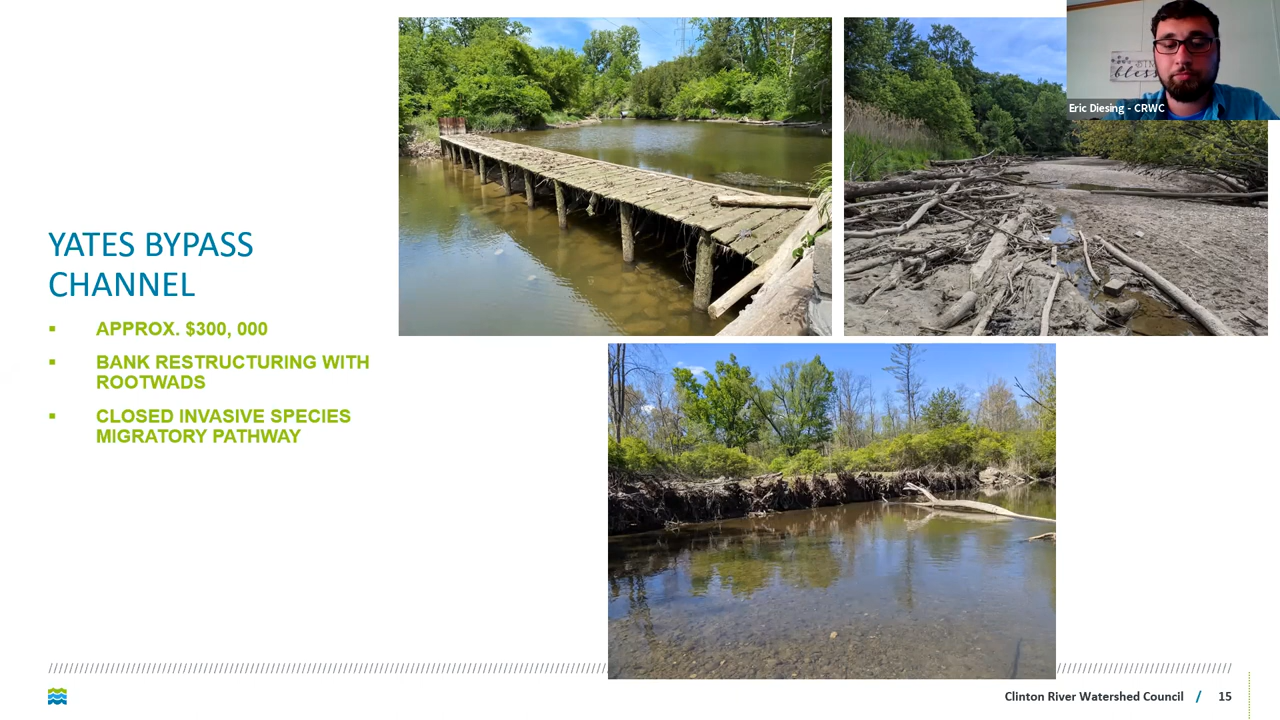 Eric Diesing - CRWC
YATES BYPASS
CHANNEL
▪ APPROX. $300, 000
▪ BANK RESTRUCTURING WITH
ROOTWADS
▪ CLOSED INVASIVE SPECIES
MIGRATORY PATHWAY
Clinton River Watershed Council / 15